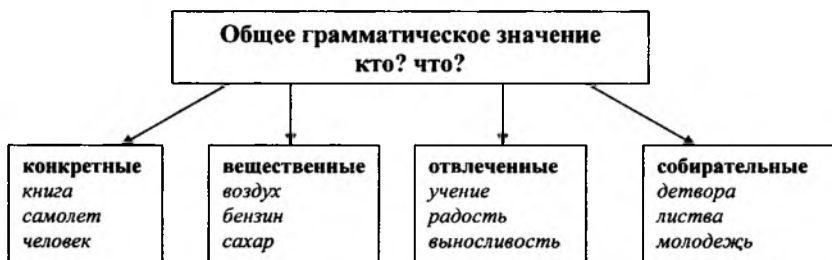 Общее грамматическое значение
кто? что?
конкретные
книга
самолет
человек
вещественные
воздух
бензин
сахар
отвлеченные
учение
радость
выносливость
собирательные
детвора
листва
молодежь